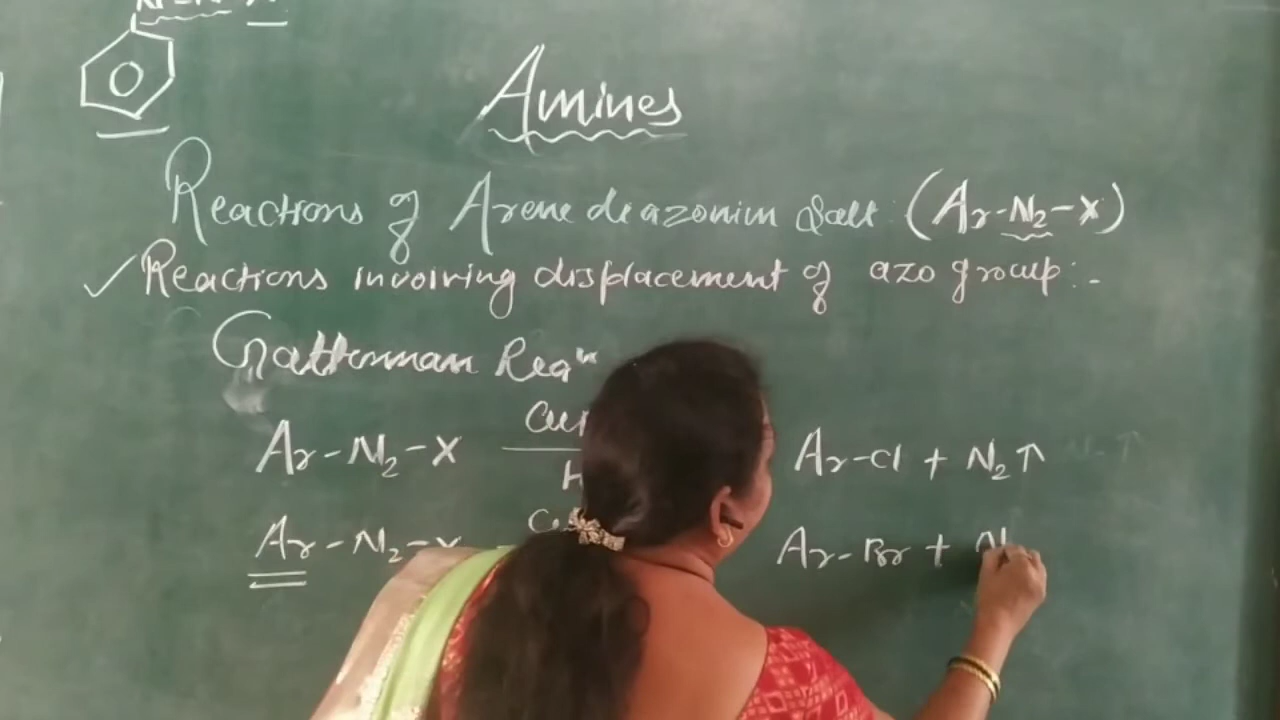 Amines
Reactions of Arene diazonim Salt (Ar-N₂-X)
✓ Reactions involving displacement of azo group:-
Gatterman Reaⁿ
Ar-N₂-X Ar-Cl + N₂↑
Ar-N₂-X Ar-Br + N